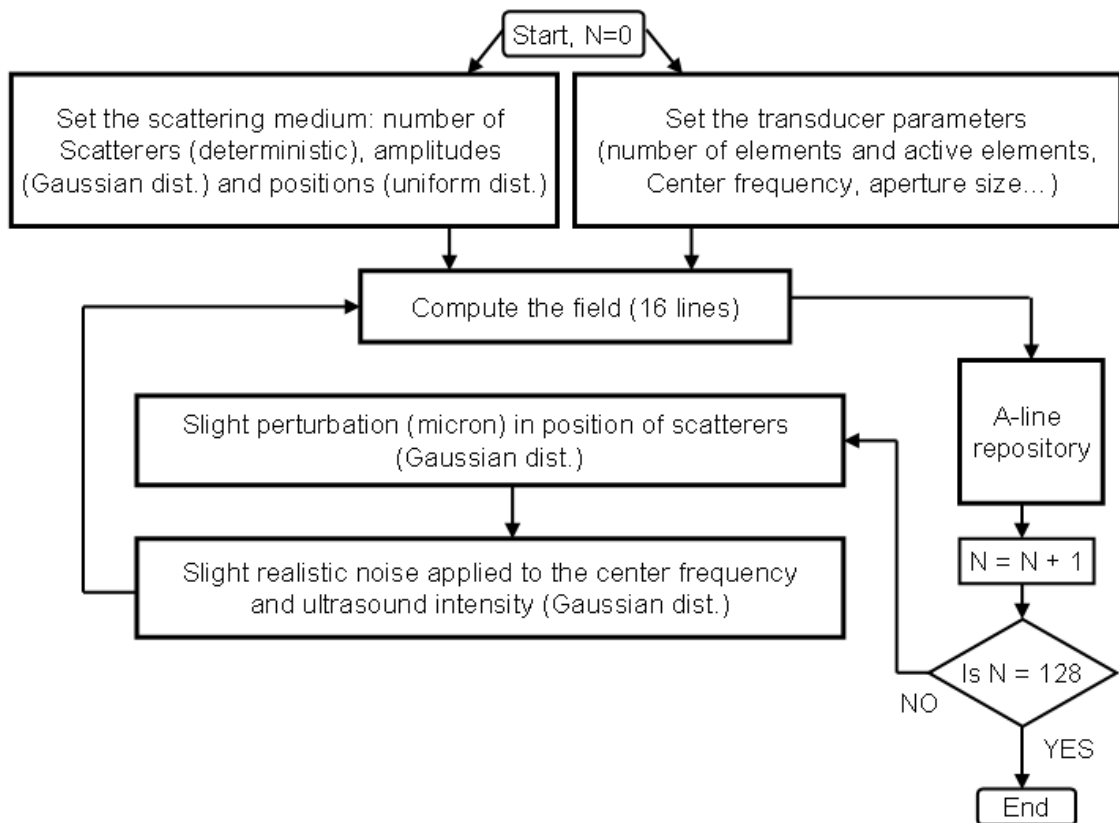 Start, N=0
Set the scattering medium: number of
Scatterers (deterministic), amplitudes
(Gaussian dist.) and positions (uniform dist.)
Set the transducer parameters
(number of elements and active elements,
Center frequency, aperture size...)
Compute the field (16 lines)
A-line
repository
N = N + 1
Is N = 128
NO
YES
End
Slight perturbation (micron) in position of scatterers
(Gaussian dist.)
Slight realistic noise applied to the center frequency
and ultrasound intensity (Gaussian dist.)